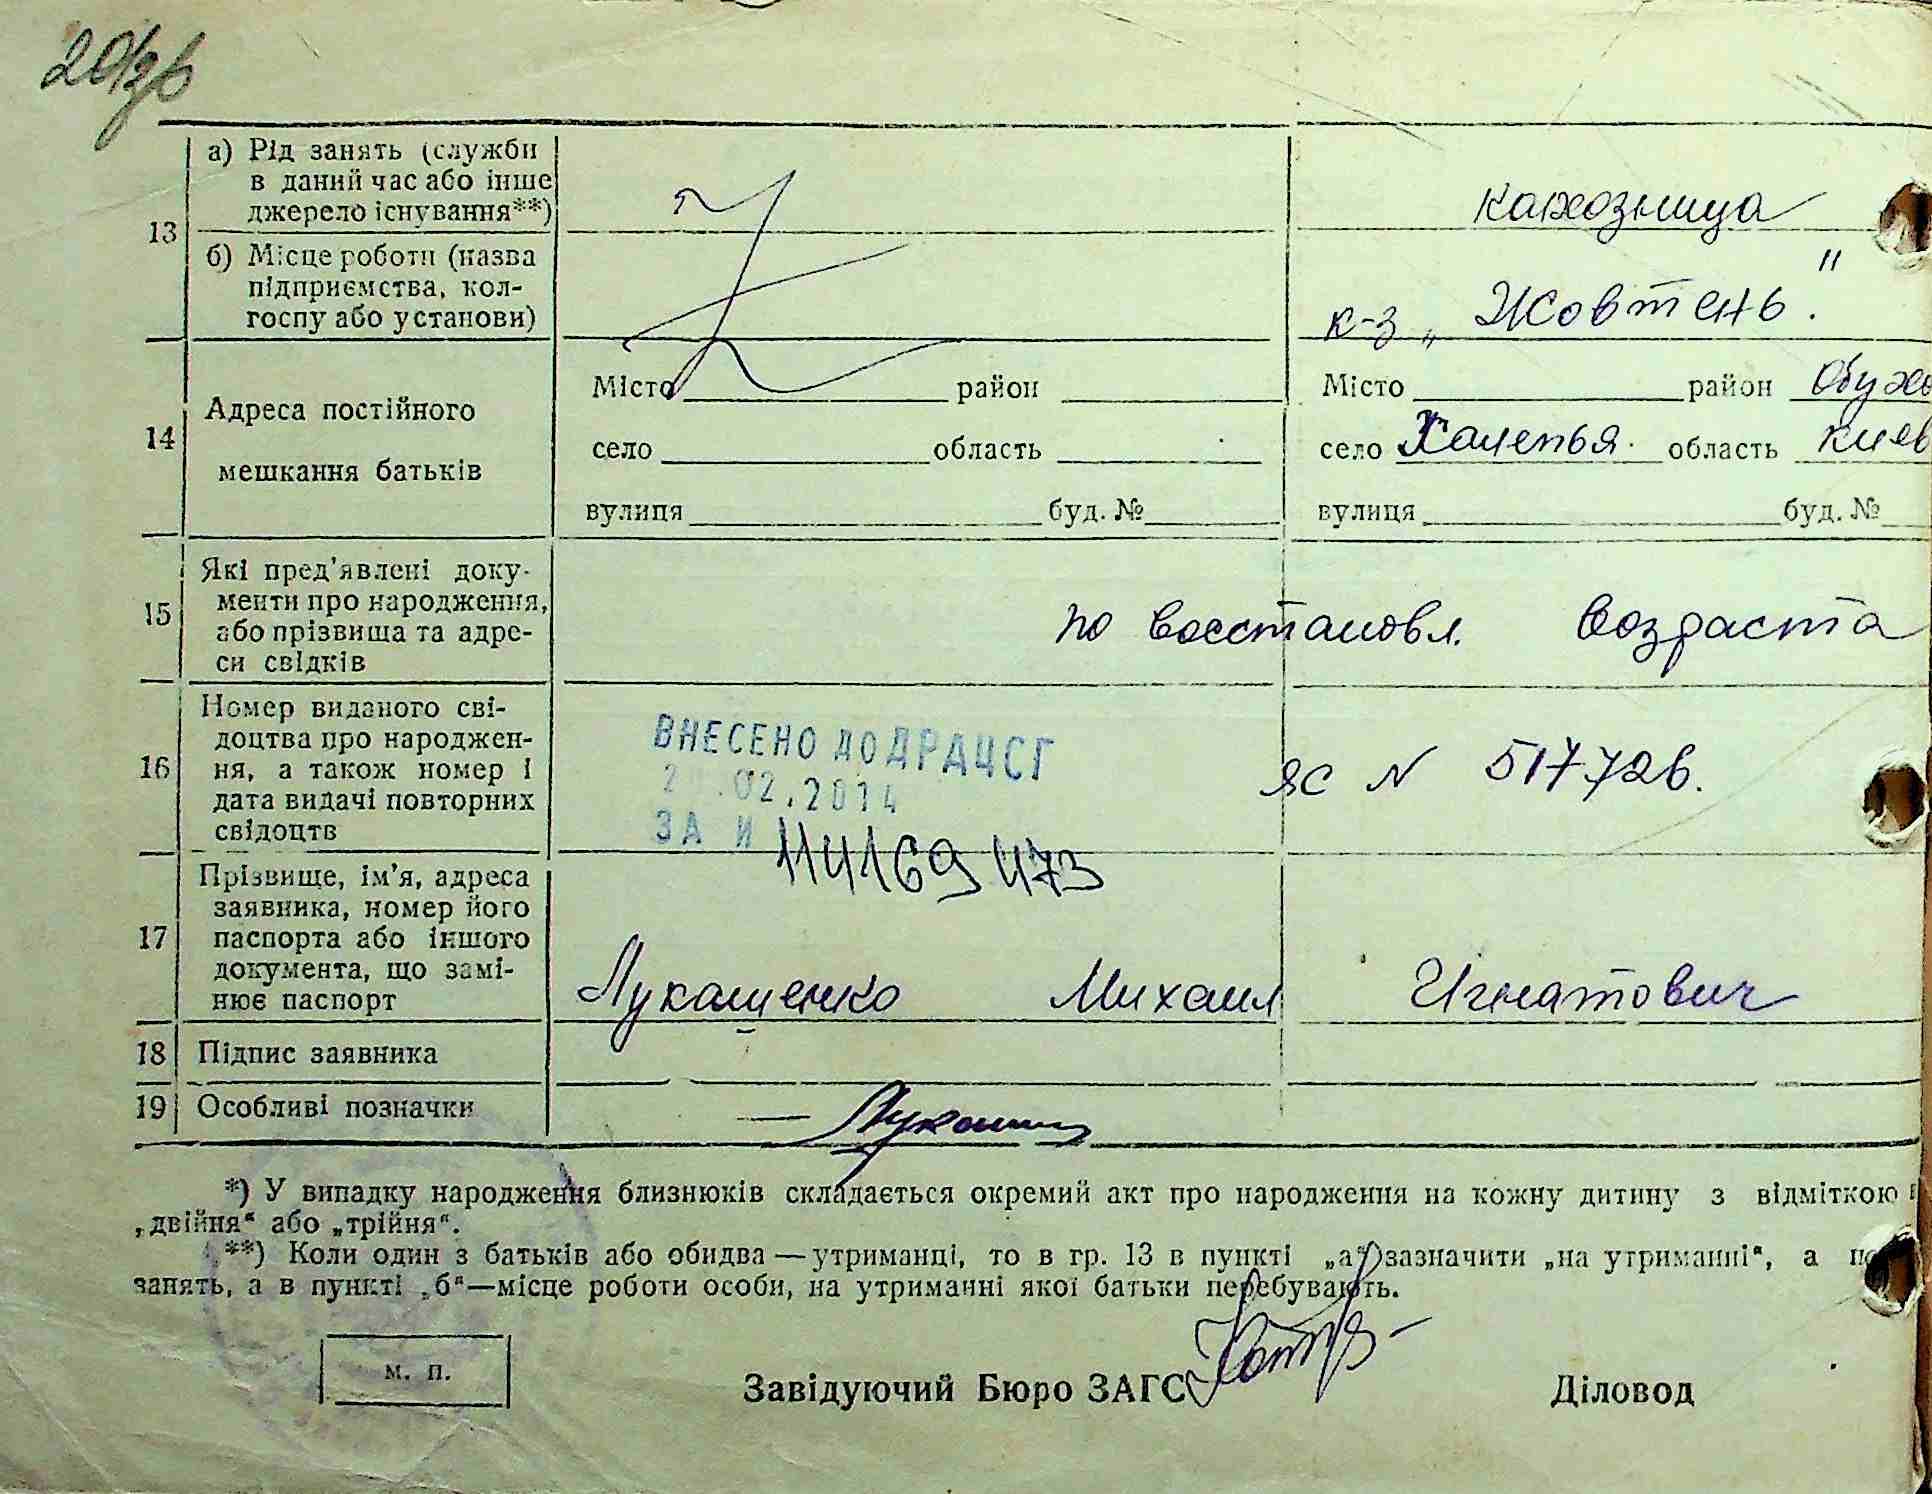 13
а) Рід занять (служби
в даний час або інше
джерело існування**)
колхозница
б) Місце роботи (назва
підприємства, кол-
госпу або установи)
к-з „Жовтень".
14
Адреса постійного
мешкання батьків
Місто район
село область
вулиця буд. №
Місто район Обухо
село Халепья. область Киев
вулиця буд. №
15
Які пред'явлені доку-
менти про народження,
або прізвища та адре-
си свідків
по восстановл. возраста
16
Номер виданого сві-
доцтва про народжен-
ня, а також номер і
дата видачі повторних
свідоцтв
ВНЕСЕНО ДО ДРАЦСГ
.02.2014
ЗА И 114169473
ЯС N 517726.
17
Прізвище, ім'я, адреса
заявника, номер його
паспорта або іншого
документа, що замі-
нює паспорт
Лукашенко Михаил Игнатович
18 Підпис заявника
19 Особливі позначки
*) У випадку народження близнюків складається окремий акт про народження на кожну дитину з відміткою
„двійня" або „трійня".
**) Коли один з батьків або обидва — утриманці, то в гр. 13 в пункті „а" зазначити „на утриманні", а
занять, а в пункті „б"—місце роботи особи, на утриманні якої батьки перебувають.
м. п.
Завідуючий Бюро ЗАГС
Діловод